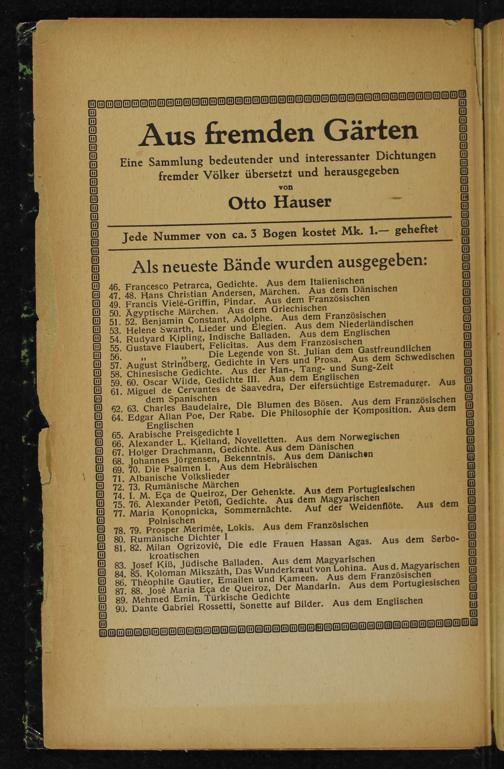 Aus fremden Gärten
Eine Sammlung bedeutender und interessanter Dichtungen
fremder Völker übersetzt und herausgegeben
von
Otto Hauser
Jede Nummer von ca. 3 Bogen kostet Mk. 1.— geheftet
Als neueste Bände wurden ausgegeben:
46. Francesco Petrarca, Gedichte. Aus dem Italienischen
47. 48. Hans Christian Andersen, Märchen. Aus dem Dänischen
49. Francis Vielé-Griffin, Pindar. Aus dem Französischen
50. Ägyptische Märchen. Aus dem Griechischen
51. 52. Benjamin Constant, Adolphe. Aus dem Französischen
53. Helene Swarth, Lieder und Elegien. Aus dem Niederländischen
54. Rudyard Kipling, Indische Balladen. Aus dem Englischen
55. Gustave Flaubert, Felicitas. Aus dem Französischen
56. „ „ Die Legende von St. Julian dem Gastfreundlichen
57. August Strindberg, Gedichte in Vers und Prosa. Aus dem Schwedischen
58. Chinesische Gedichte. Aus der Han-, Tang- und Sung-Zeit
59. 60. Oscar Wilde, Gedichte III. Aus dem Englischen
61. Miguel de Cervantes de Saavedra, Der eifersüchtige Estremadurer. Aus
dem Spanischen
62. 63. Charles Baudelaire, Die Blumen des Bösen. Aus dem Französischen
64. Edgar Allan Poe, Der Rabe. Die Philosophie der Komposition. Aus dem
Englischen
65. Arabische Preisgedichte I
66. Alexander L. Kielland, Novelletten. Aus dem Norwegischen
67. Holger Drachmann, Gedichte. Aus dem Dänischen
68. Johannes Jörgensen, Bekenntnis. Aus dem Dänischen
69. 70. Die Psalmen I. Aus dem Hebräischen
71. Albanische Volkslieder
72. 73. Rumänische Märchen
74. I. M. Eça de Queiroz, Der Gehenkte. Aus dem Portugiesischen
75. 76. Alexander Petöfi, Gedichte. Aus dem Magyarischen
77. Maria Konopnicka, Sommernächte. Auf der Weidenflöte. Aus dem
Polnischen
78. 79. Prosper Merimée, Lokis. Aus dem Französischen
80. Rumänische Dichter I
81. 82. Milan Ogrizović, Die edle Frauen Hassan Agas. Aus dem Serbo-
kroatischen
83. Josef Kiß, Jüdische Balladen. Aus dem Magyarischen
84. 85. Koloman Mikszáth, Das Wunderkraut von Lohina. Aus d. Magyarischen
86. Théophile Gautier, Emailen und Kameen. Aus dem Französischen
87. 88. José Maria Eça de Queiroz, Der Mandarin. Aus dem Portugiesischen
89. Mehmed Emin, Türkische Gedichte
90. Dante Gabriel Rossetti, Sonette auf Bilder. Aus dem Englischen